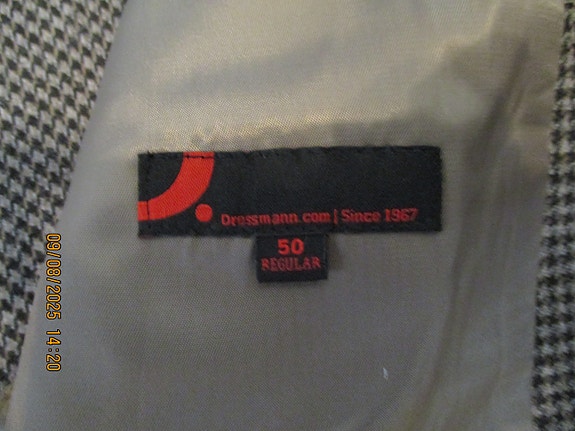 Dressmann.com | Since 1967
50
REGULAR
09/08/2025 14:20